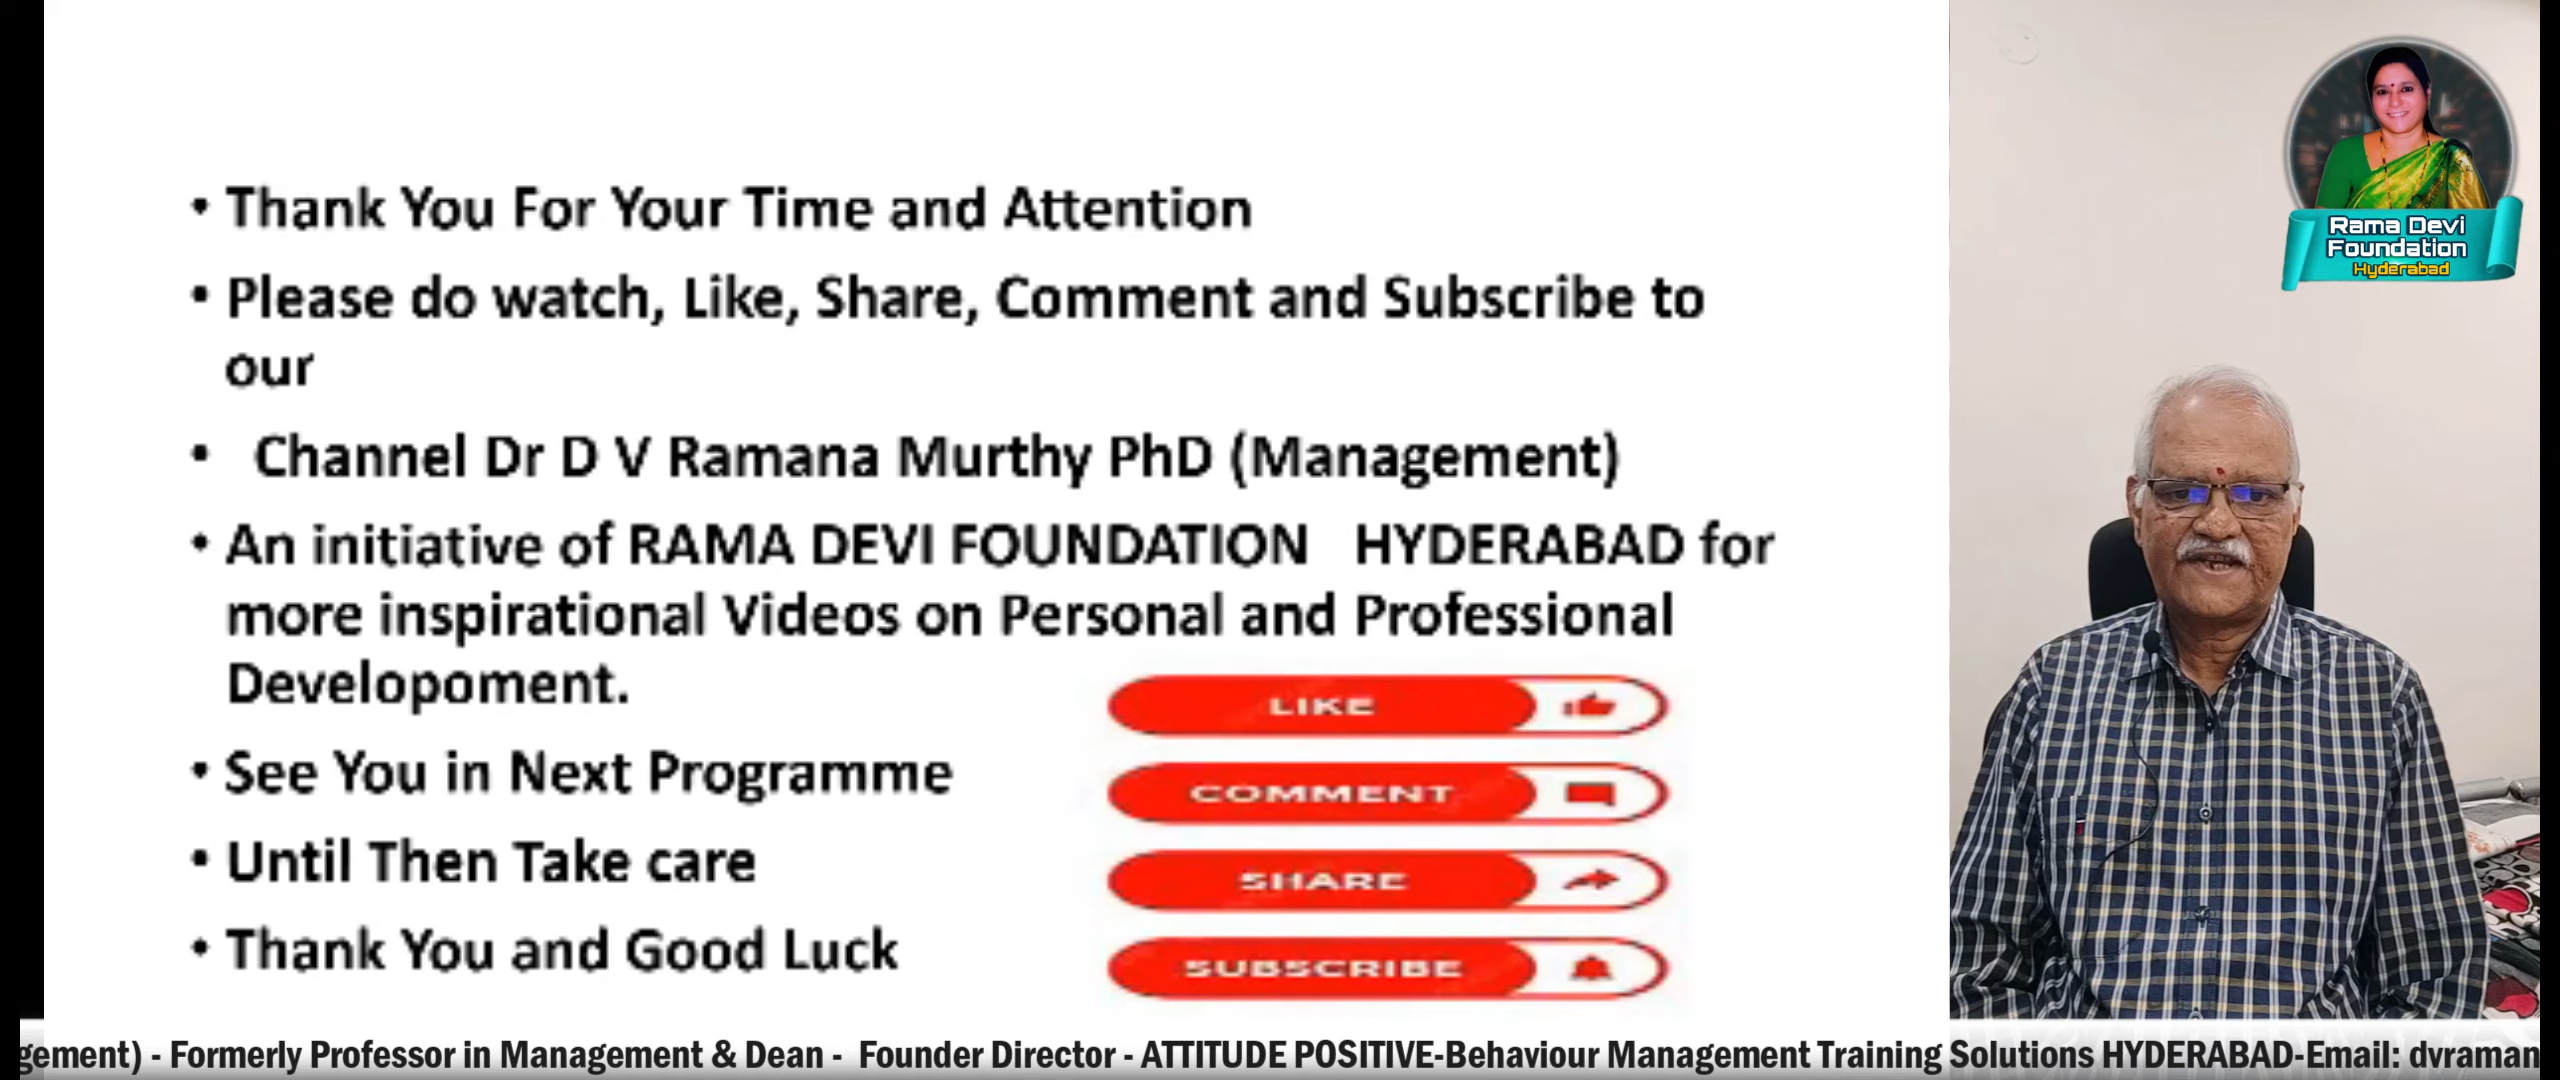 • Thank You For Your Time and Attention
• Please do watch, Like, Share, Comment and Subscribe to
our
• Channel Dr D V Ramana Murthy PhD (Management)
• An initiative of RAMA DEVI FOUNDATION HYDERABAD for
more inspirational Videos on Personal and Professional
Developoment.
• See You in Next Programme
• Until Then Take care
• Thank You and Good Luck
LIKE
COMMENT
SHARE
SUBSCRIBE
Rama Devi
Foundation
Hyderabad
gement) - Formerly Professor in Management & Dean - Founder Director - ATTITUDE POSITIVE-Behaviour Management Training Solutions HYDERABAD-Email: dvraman